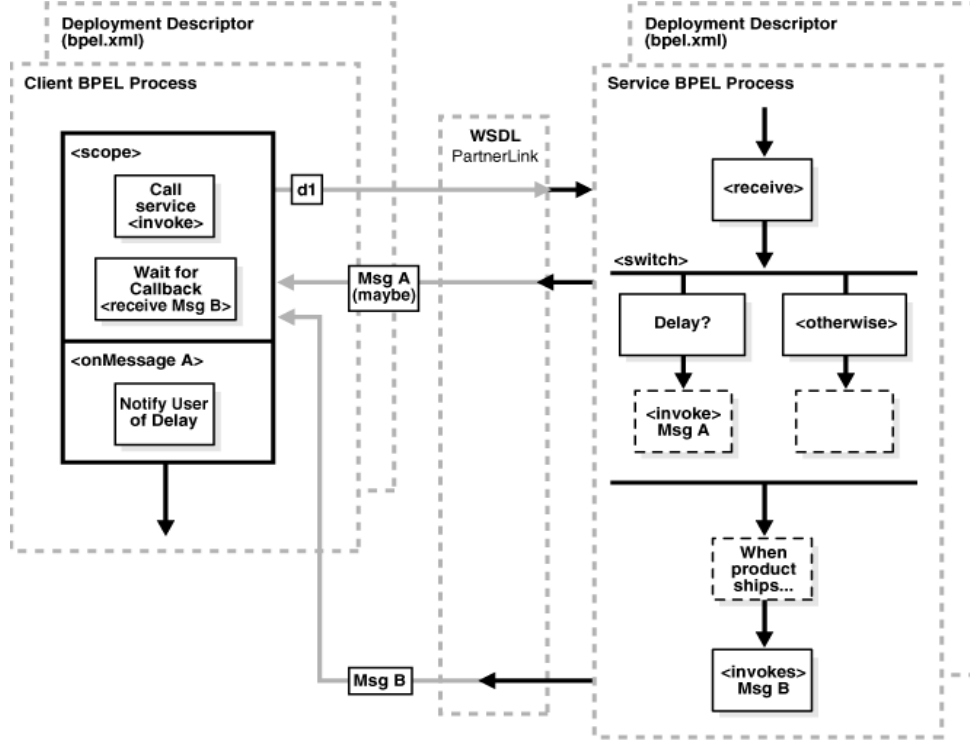 Deployment Descriptor
(bpel.xml)
Client BPEL Process
<scope>
Call
service
<invoke>
Wait for
Callback
<receive Msg B>
<onMessage A>
Notify User
of Delay
d1
Msg A
(maybe)
Msg B
WSDL
PartnerLink
Deployment Descriptor
(bpel.xml)
Service BPEL Process
<receive>
<switch>
Delay?
<otherwise>
<invoke>
Msg A
When
product
ships...
<invokes>
Msg B